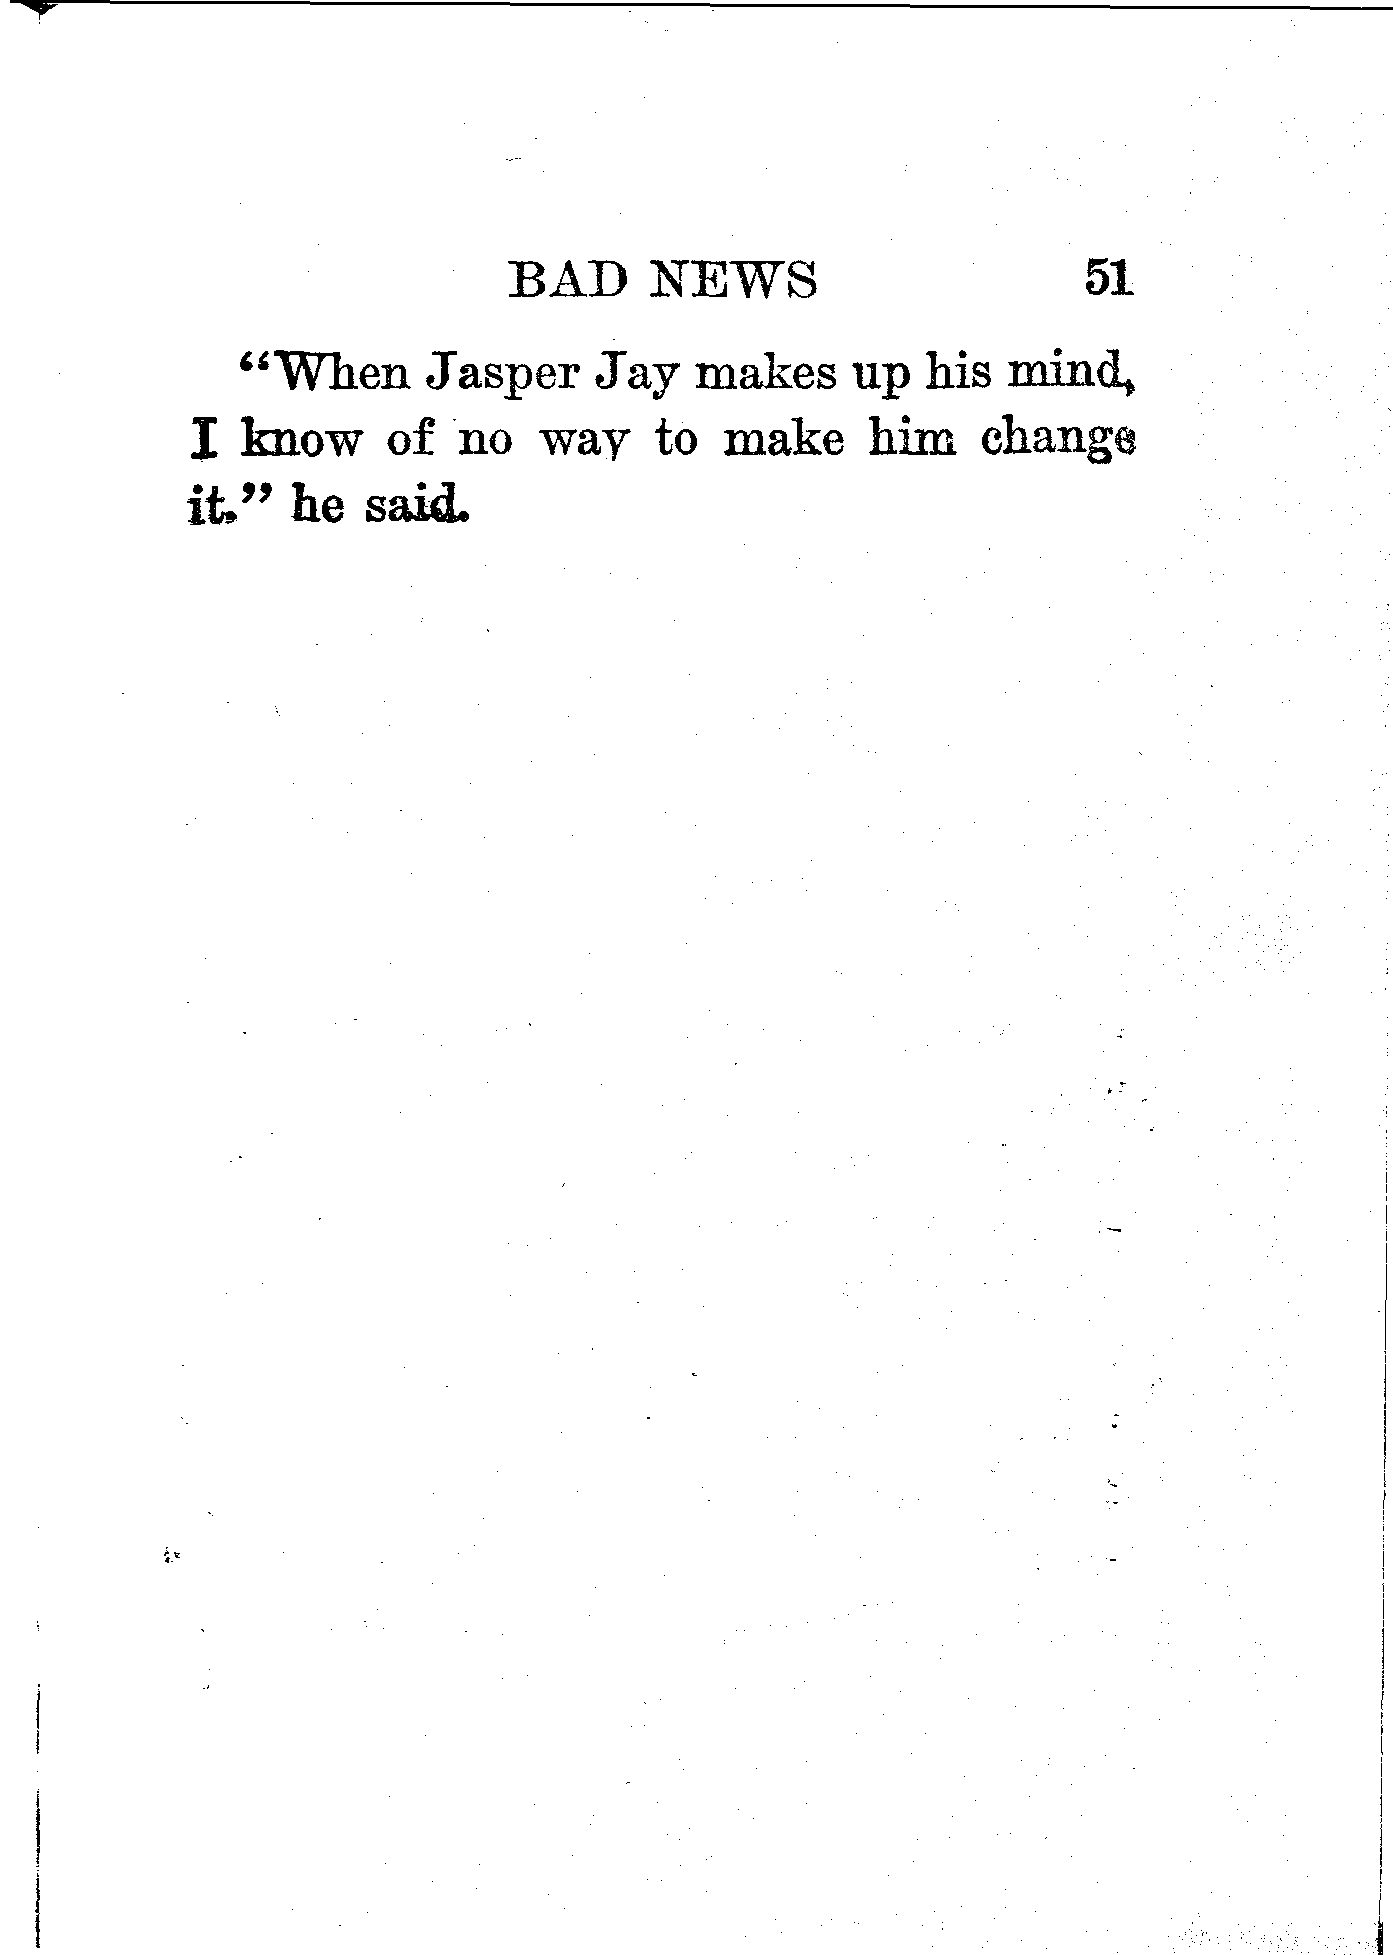 BAD NEWS 51
“When Jasper Jay makes up his mind,
I know of no way to make him change
it.” he said.